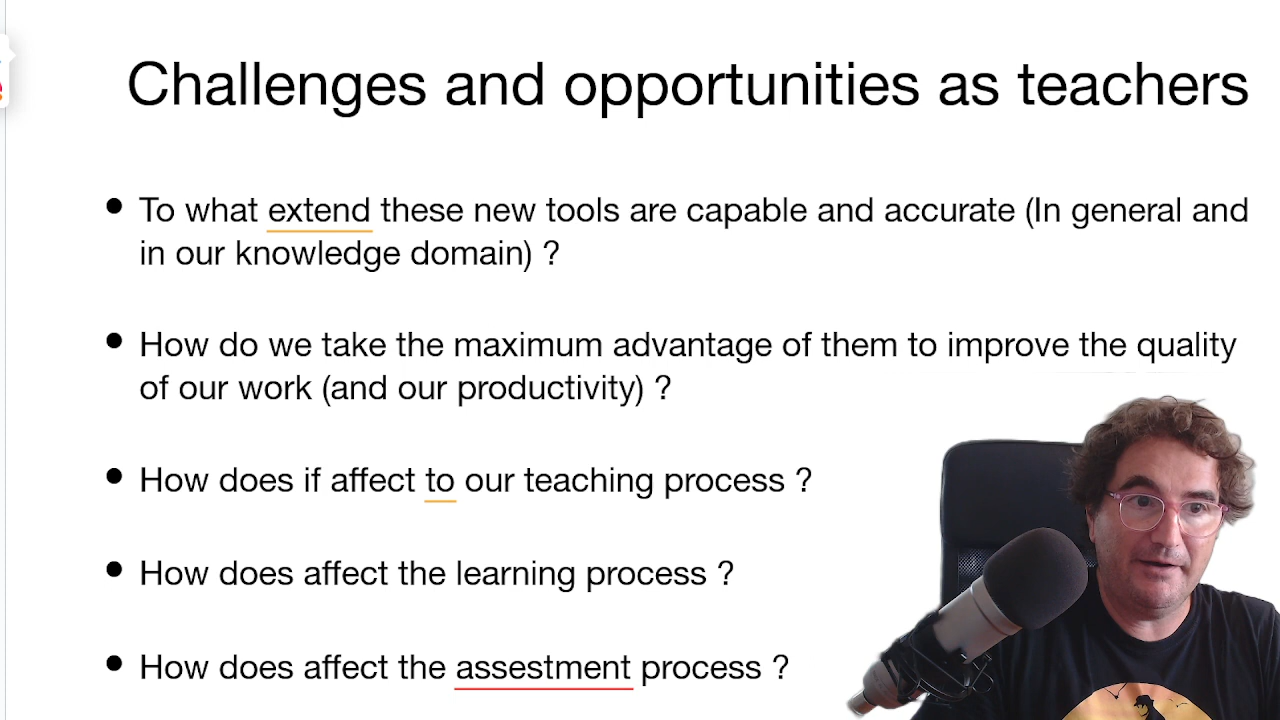 Challenges and opportunities as teachers
• To what extend these new tools are capable and accurate (In general and
in our knowledge domain) ?
• How do we take the maximum advantage of them to improve the quality
of our work (and our productivity) ?
• How does if affect to our teaching process ?
• How does affect the learning process ?
• How does affect the assestment process ?